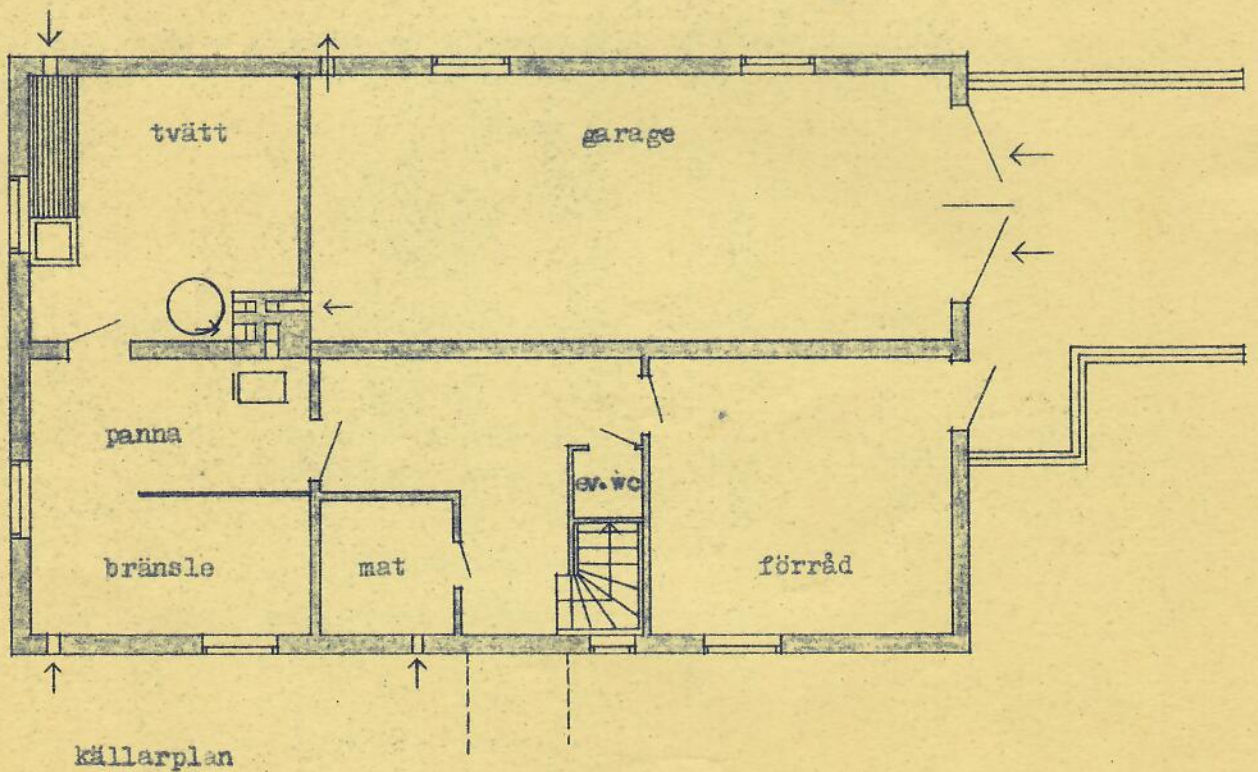 tvätt
garage
panna
ev.wc
bränsle
mat
förråd
källarplan